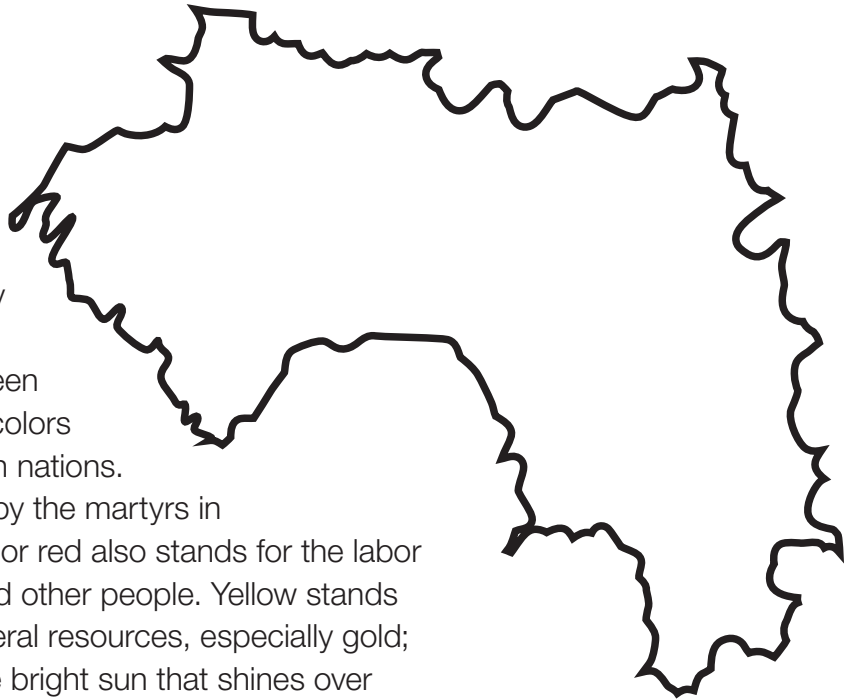 y
een
colors
n nations.
by the martyrs in
or red also stands for the labor
d other people. Yellow stands
eral resources, especially gold;
e bright sun that shines over